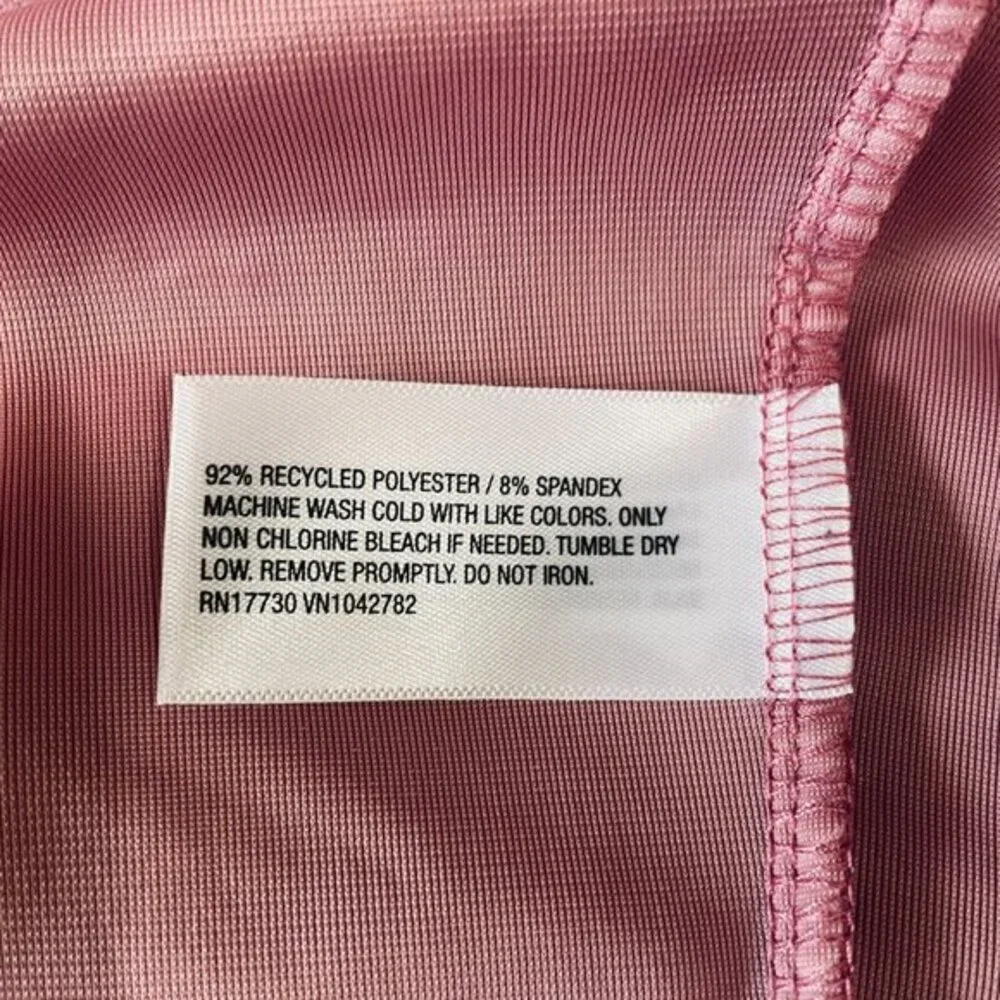 92% RECYCLED POLYESTER / 8% SPANDEX
MACHINE WASH COLD WITH LIKE COLORS. ONLY
NON CHLORINE BLEACH IF NEEDED. TUMBLE DRY
LOW. REMOVE PROMPTLY. DO NOT IRON.
RN17730 VN1042782